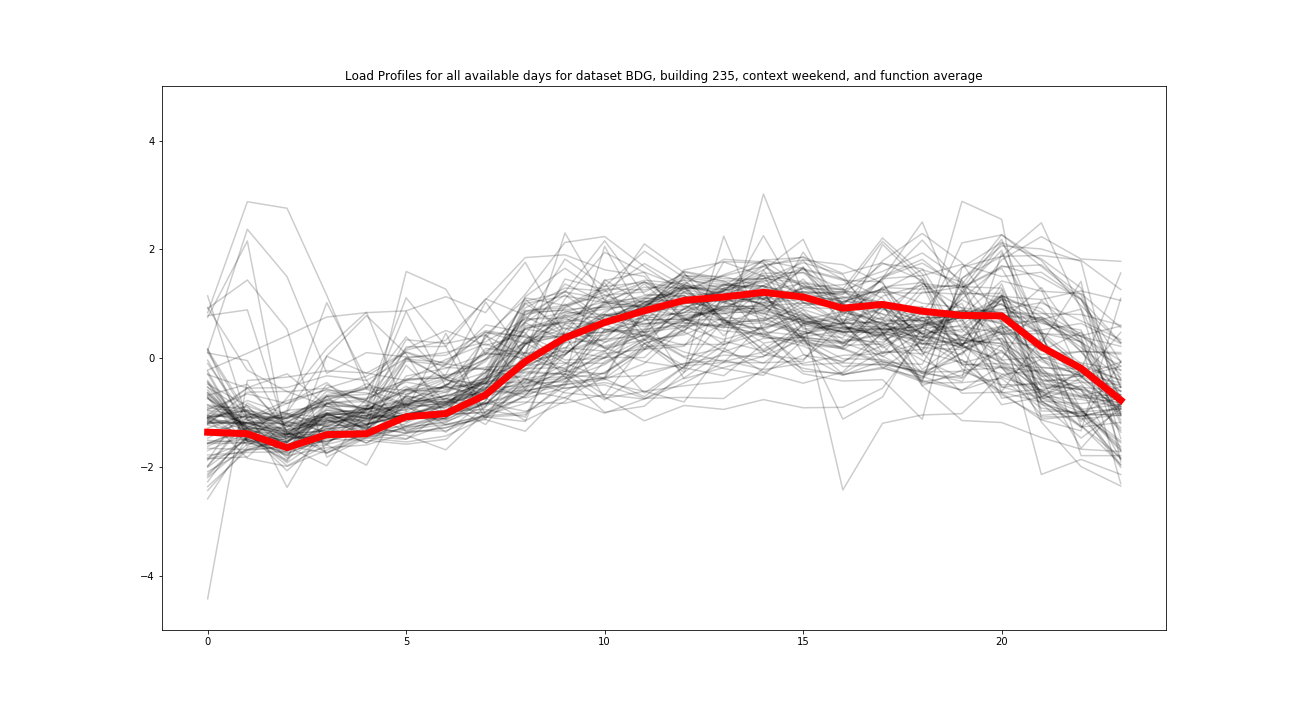 Load Profiles for all available days for dataset BDG, building 235, context weekend, and function average
4
2
0
−2
−4
0 5 10 15 20